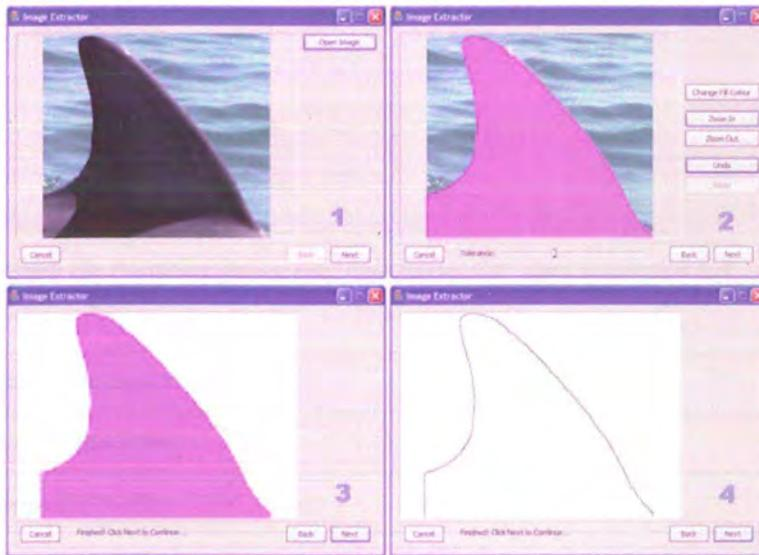 Image Extractor
Open Image
1
Cancel
Back
Next
Image Extractor
Change Fill Colour
Zoom In
Zoom Out
Undo
2
Cancel
Tolerance:
Back
Next
Image Extractor
3
Cancel
Finished! Click Next to Continue...
Back
Next
Image Extractor
4
Cancel
Finished! Click Next to Continue...
Back
Next